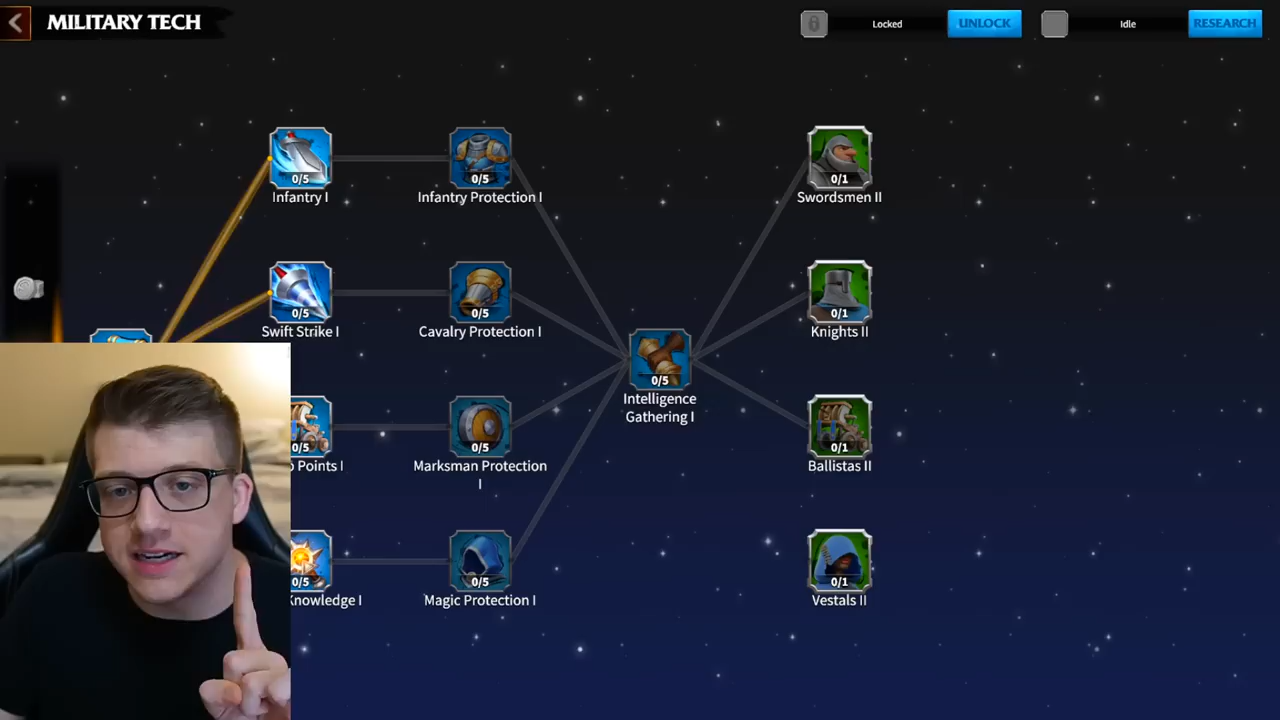 MILITARY TECH
Locked
UNLOCK
Idle
RESEARCH
0/5
Infantry I
0/5
Infantry Protection I
0/1
Swordsmen II
0/5
Swift Strike I
0/5
Cavalry Protection I
0/1
Knights II
0/5
Intelligence
Gathering I
0/5
Points I
0/5
Marksman Protection
I
0/1
Ballistas II
0/5
Knowledge I
0/5
Magic Protection I
0/1
Vestals II